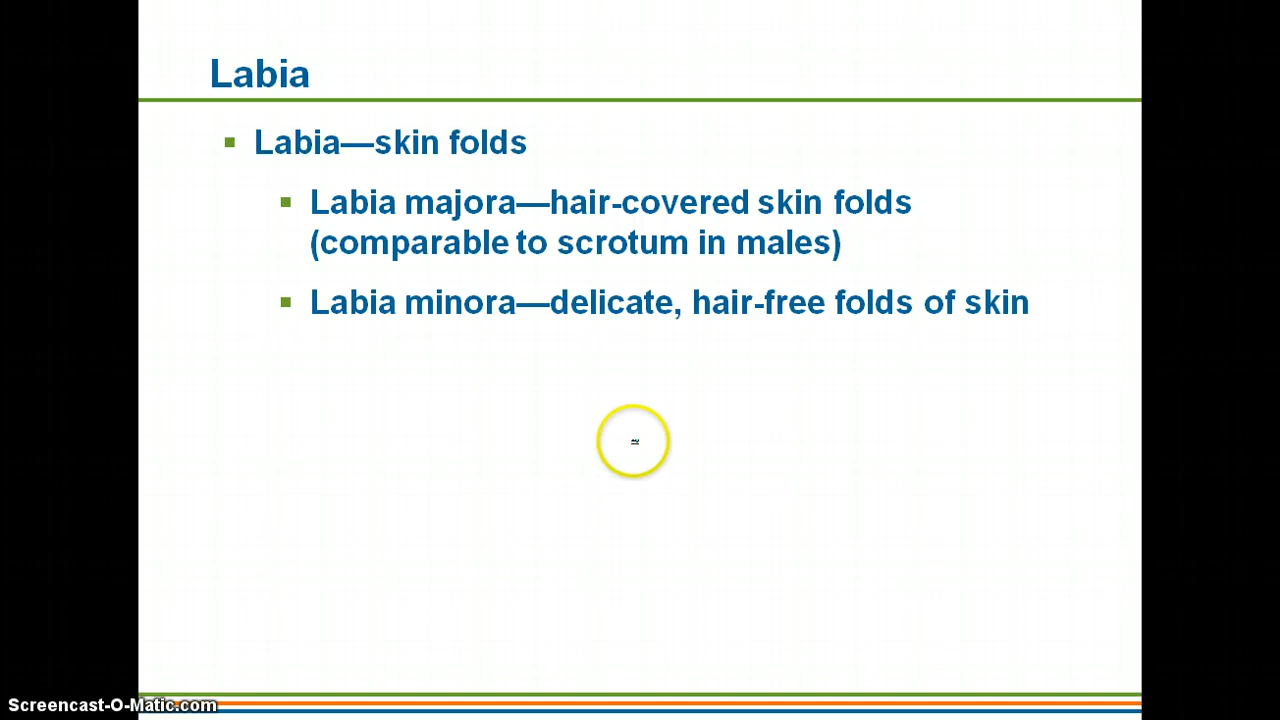 Labia
Labia—skin folds
Labia majora—hair-covered skin folds
(comparable to scrotum in males)
Labia minora—delicate, hair-free folds of skin
Screencast-O-Matic.com